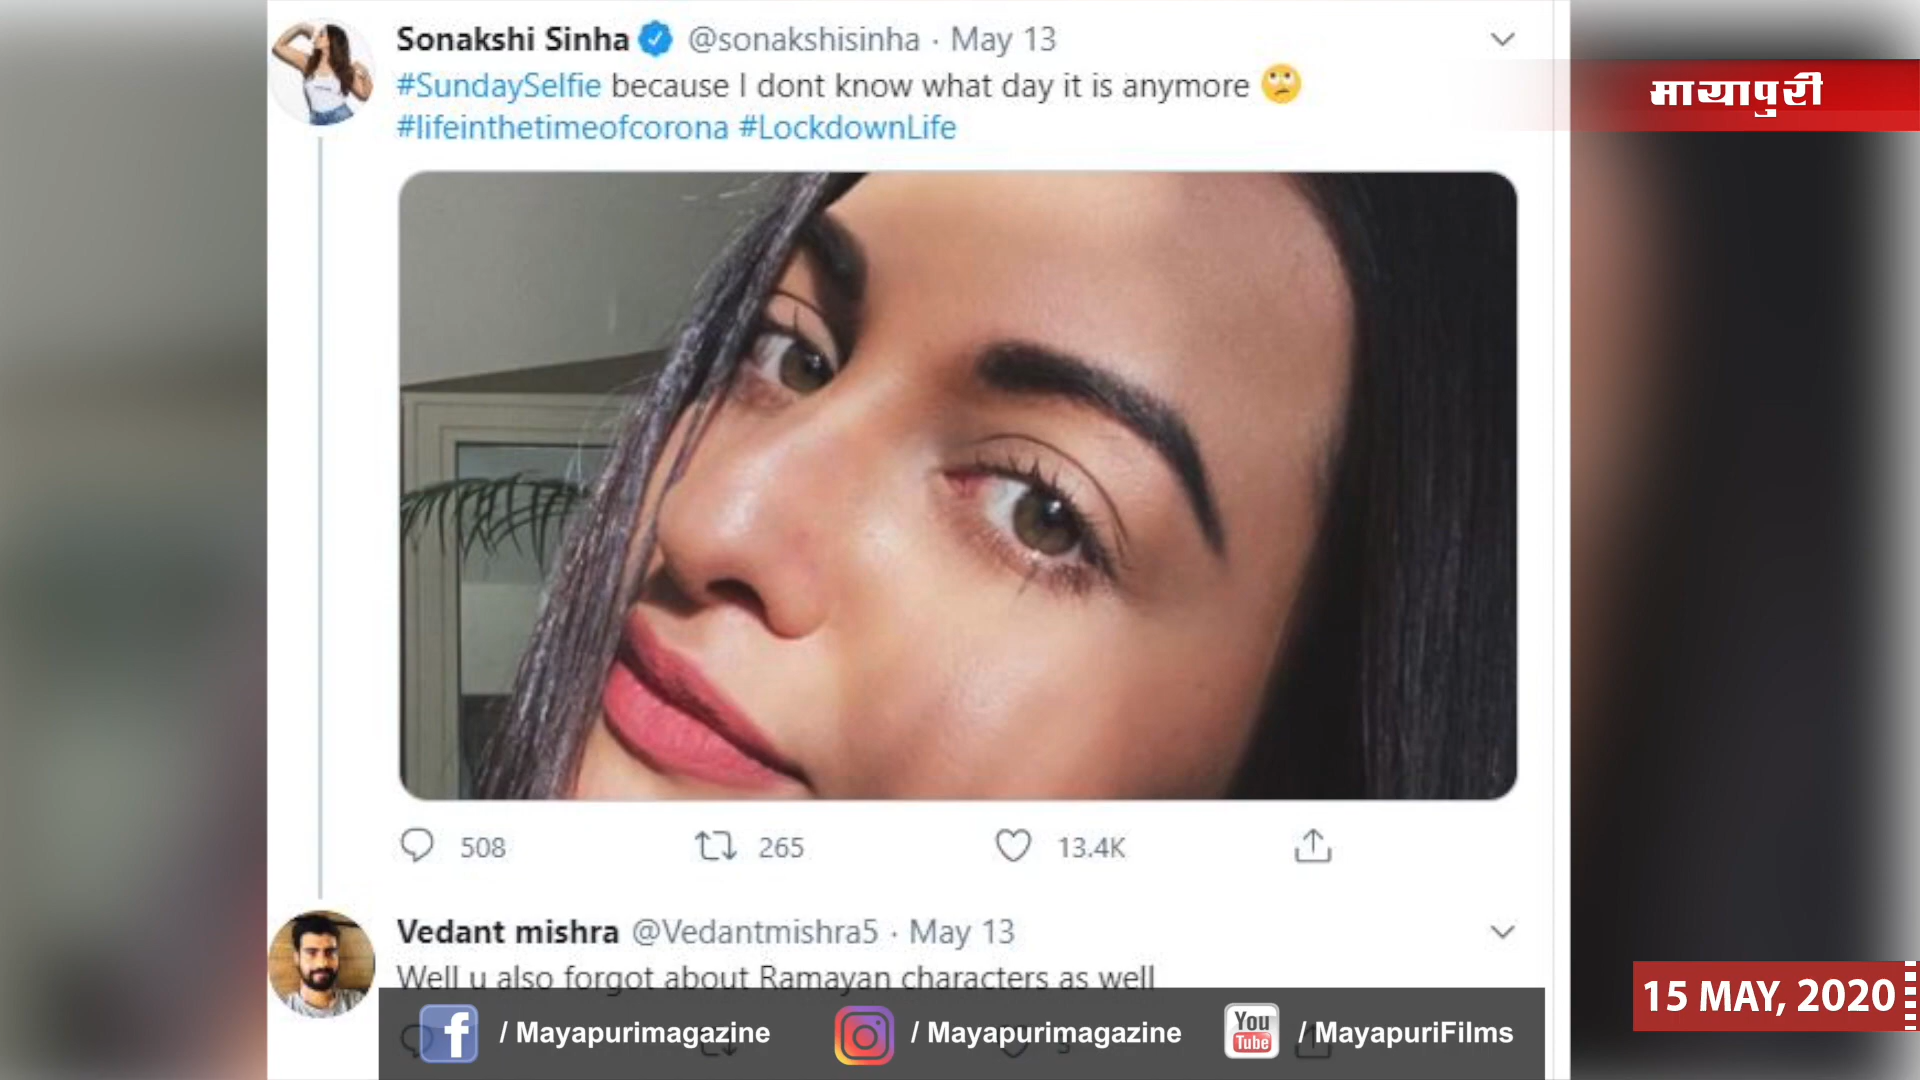 Sonakshi Sinha @sonakshisinha · May 13
#SundaySelfie because I dont know what day it is anymore 🙄
#lifeinthetimeofcorona #LockdownLife
मायापुरी
508 265 13.4K
Vedant mishra @Vedantmishra5 · May 13
Well u also forgot about Ramayan characters as well
15 MAY, 2020
f / Mayapurimagazine / Mayapurimagazine You Tube / MayapuriFilms